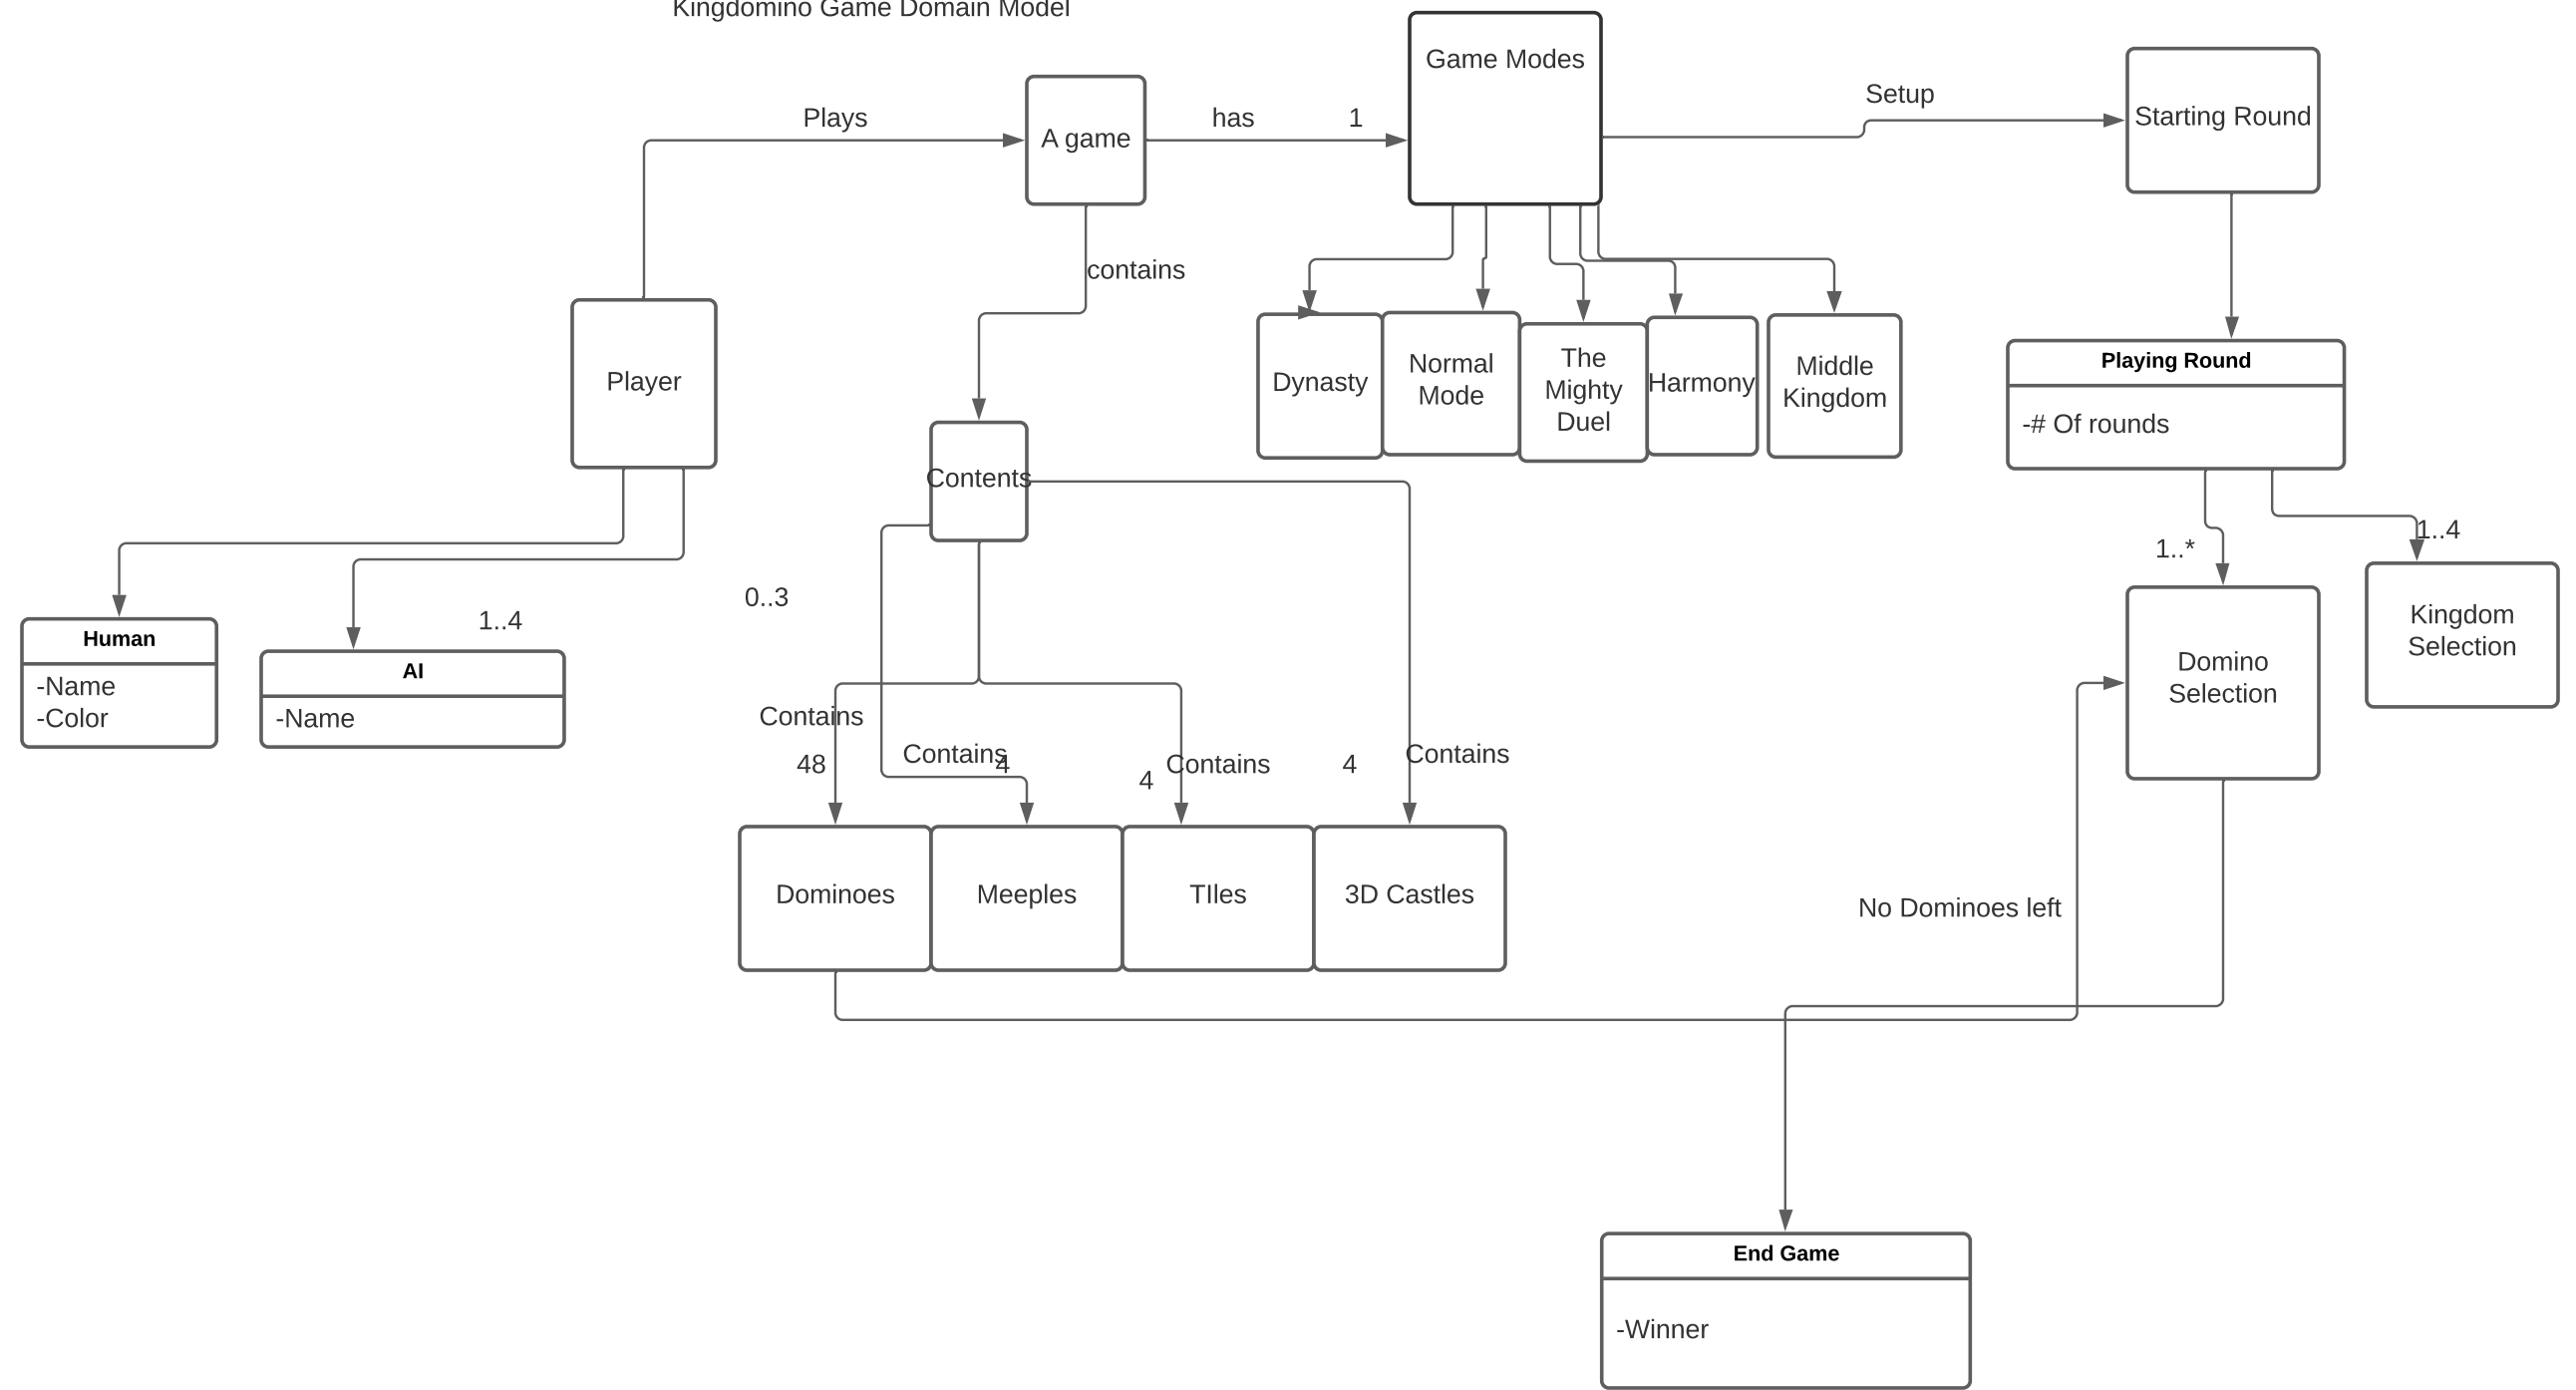 Kingdomino Game Domain Model
Game Modes
Setup
Starting Round
Plays
A game
has
1
contains
Player
Dynasty
Normal
Mode
The
Mighty
Duel
Harmony
Middle
Kingdom
Playing Round
-# Of rounds
Contents
1..*
1..4
0..3
1..4
Human
-Name
-Color
AI
-Name
Kingdom
Selection
Domino
Selection
Contains
48
Contains
4
4
Contains
4
Contains
Dominoes
Meeples
TIles
3D Castles
No Dominoes left
End Game
-Winner